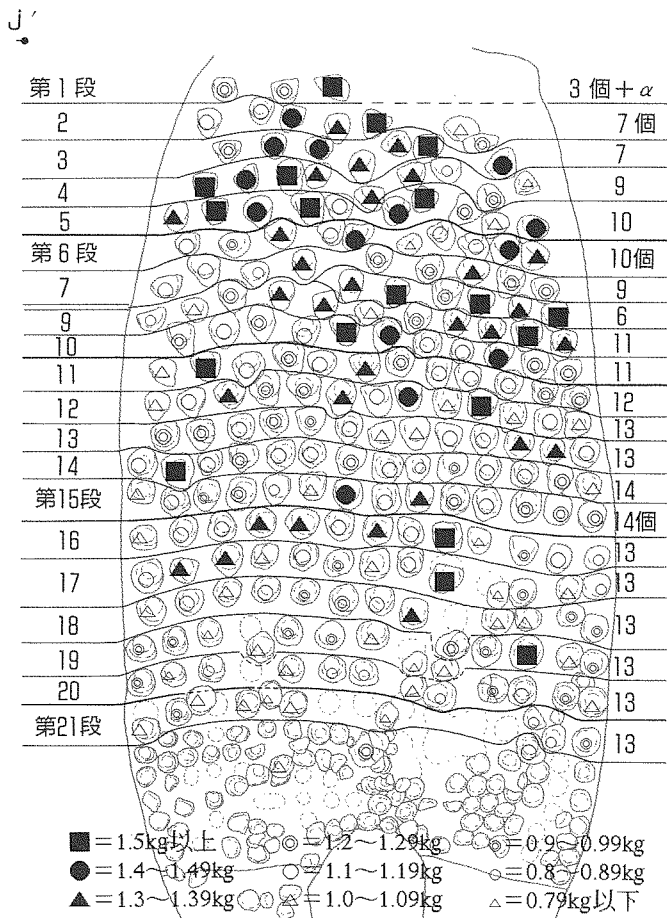 j′
第1段 3個+α
2 7個
3 7
4 9
5 10
第6段 10個
7 9
9 6
10 11
11 11
12 12
13 13
14 13
第15段 14
16 14個
17 13
18 13
19 13
20 13
第21段 13
13
■=1.5kg以上 ◎=1.2〜1.29kg ◎=0.9〜0.99kg
●=1.4〜1.49kg ○=1.1〜1.19kg ○=0.8〜0.89kg
▲=1.3〜1.39kg △=1.0〜1.09kg △=0.79kg以下